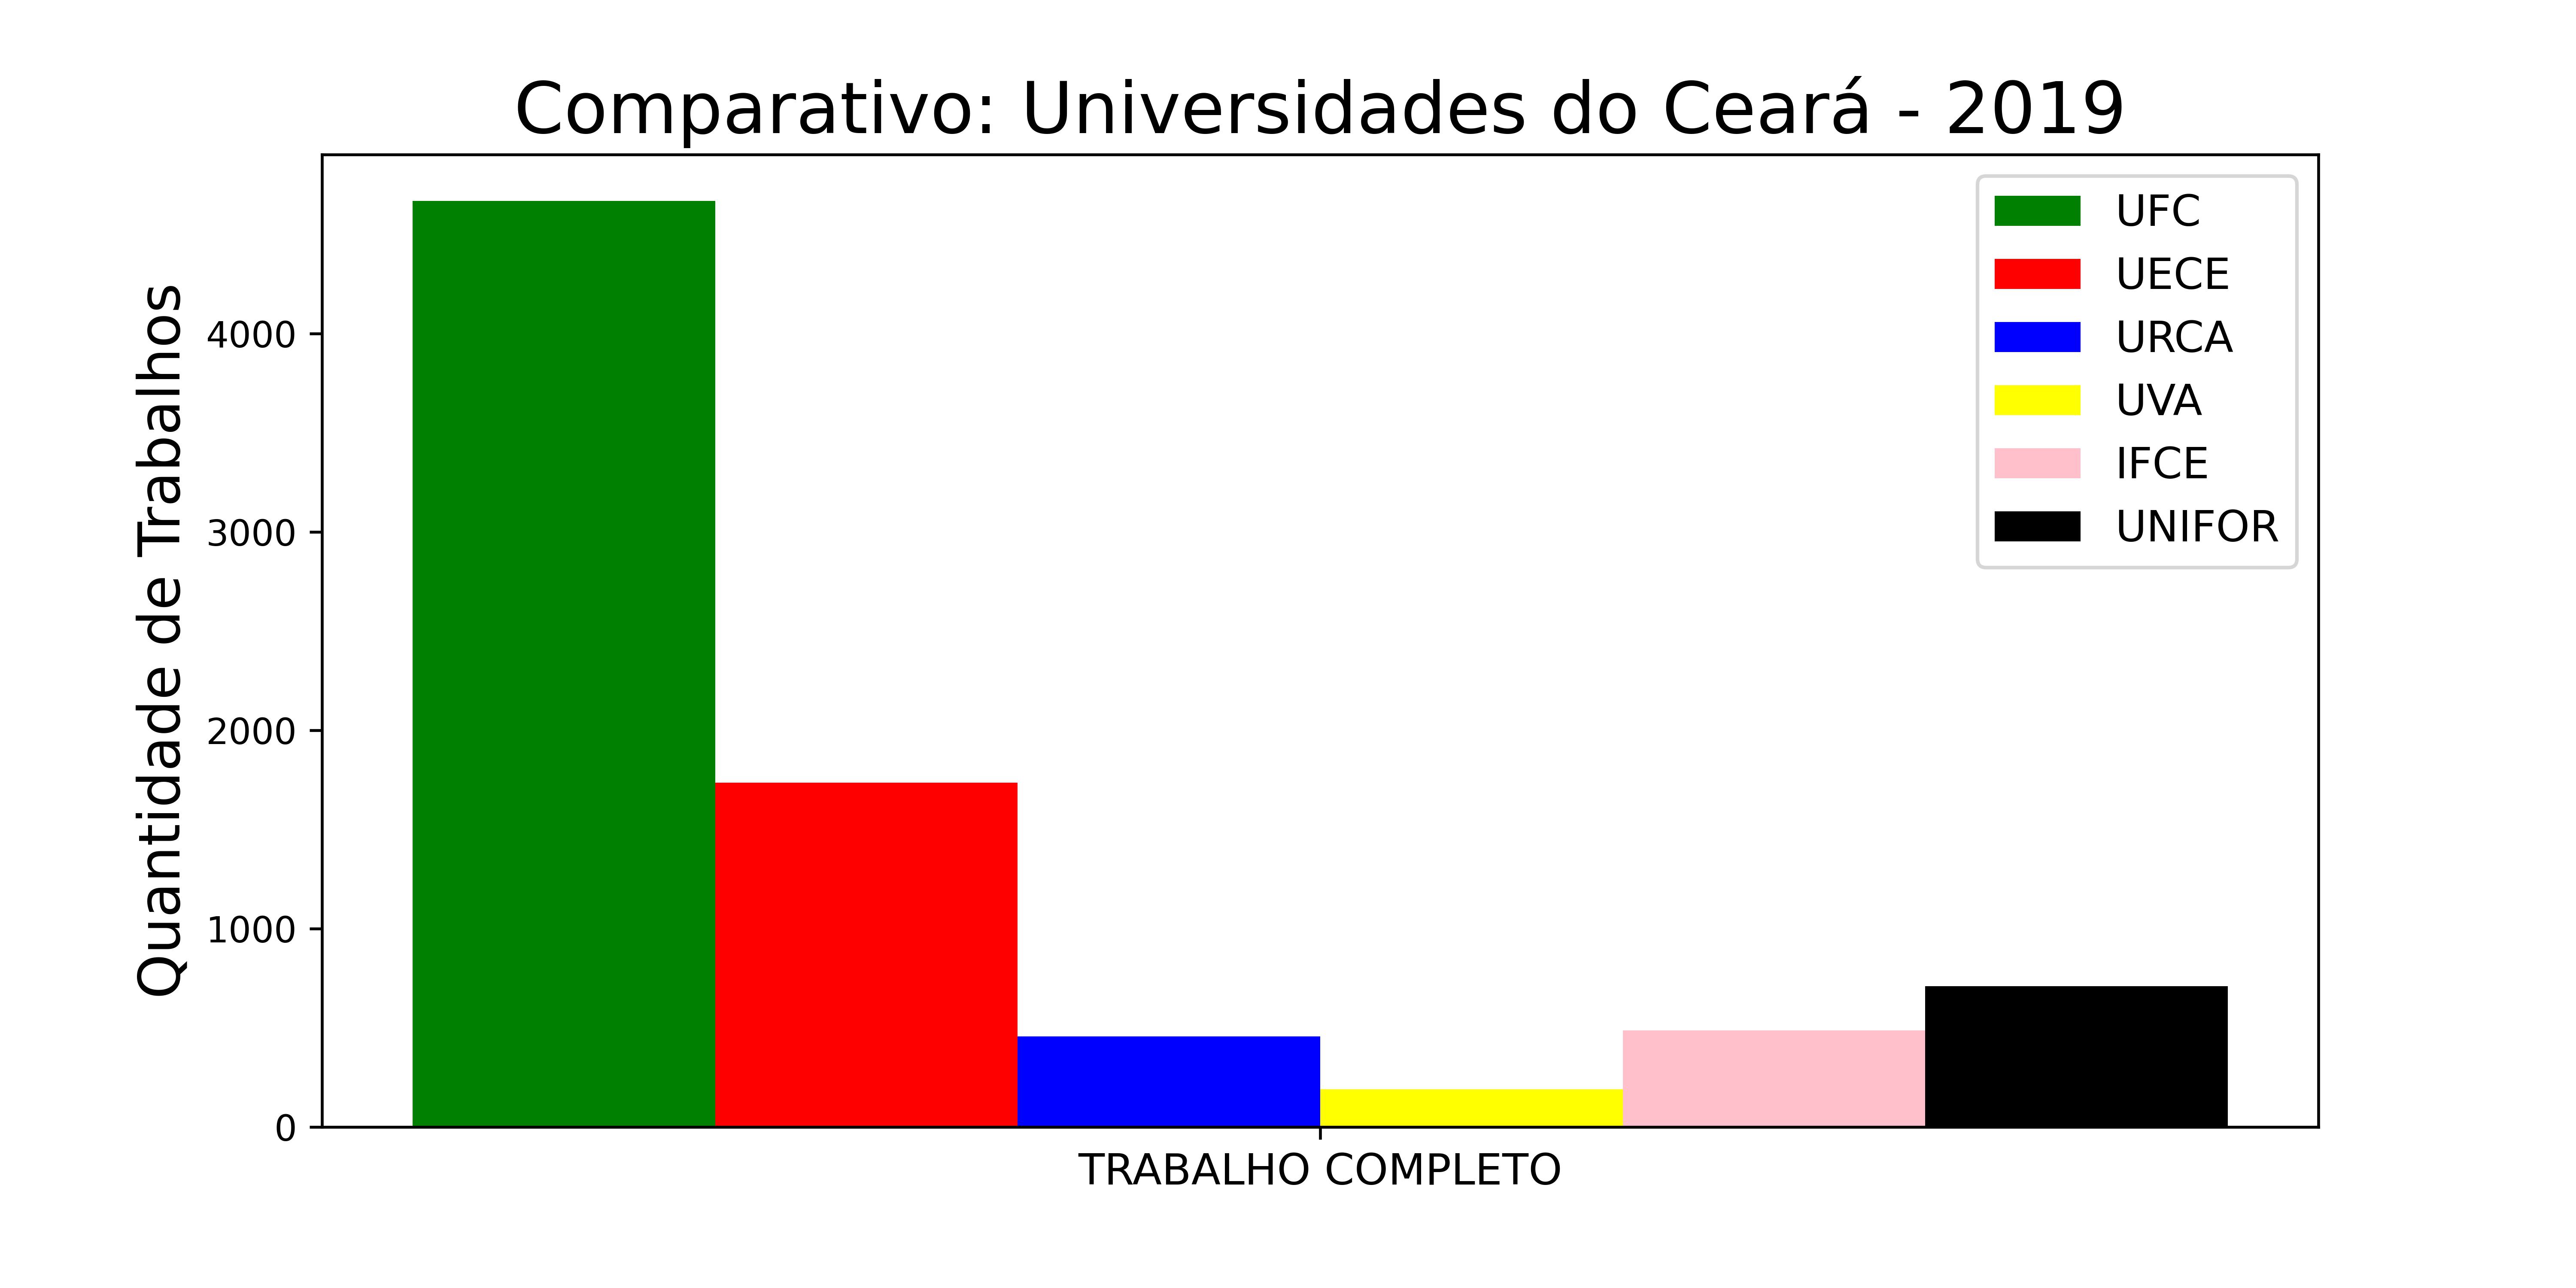 Comparativo: Universidades do Ceará - 2019
Quantidade de Trabalhos
4000
3000
2000
1000
0
UFC
UECE
URCA
UVA
IFCE
UNIFOR
TRABALHO COMPLETO